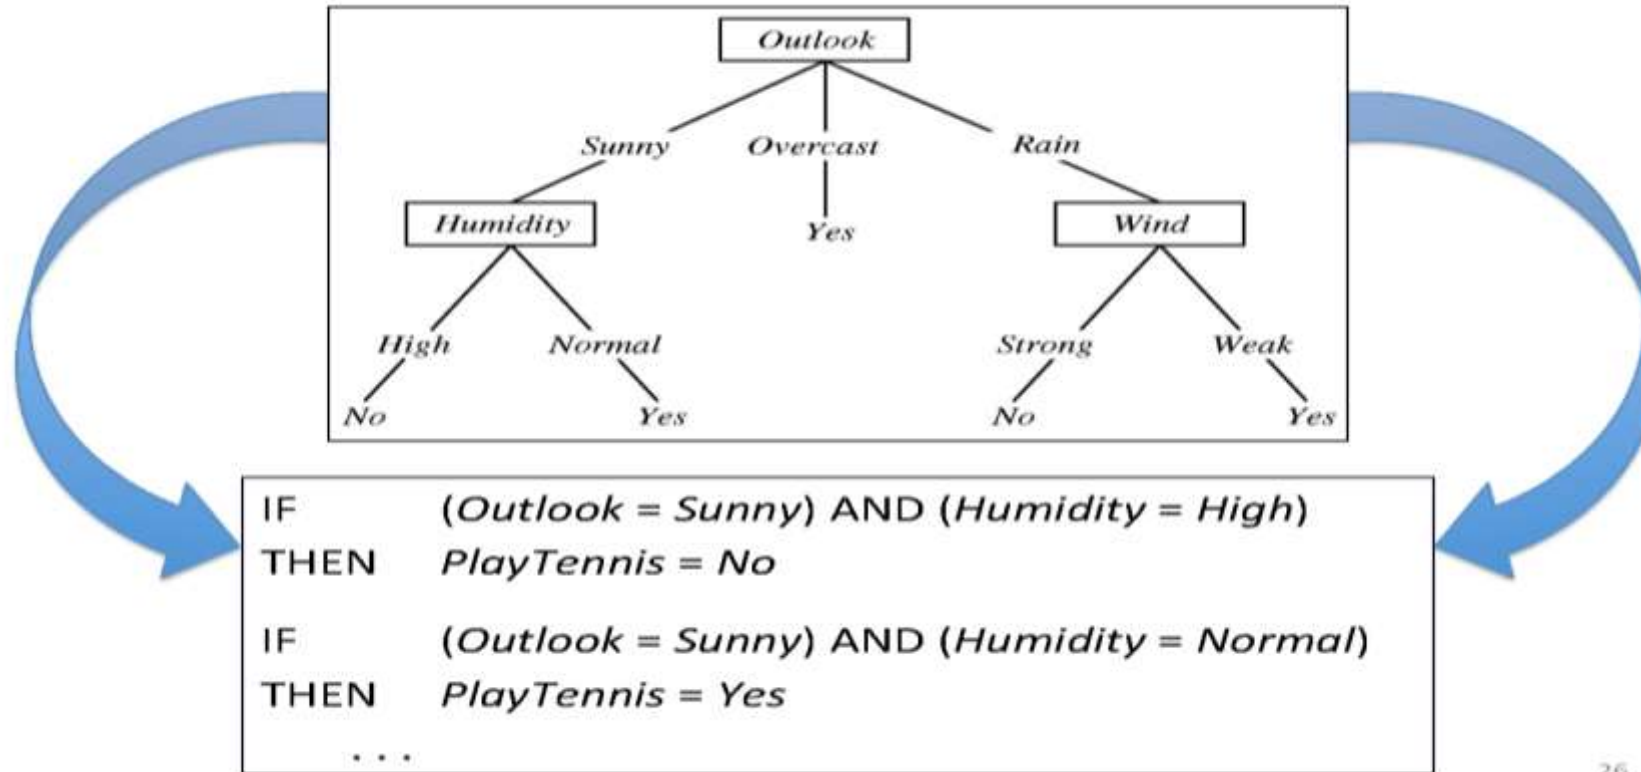 Outlook
Sunny Overcast Rain
Humidity Yes Wind
High Normal Strong Weak
No Yes No Yes
IF (Outlook = Sunny) AND (Humidity = High)
THEN PlayTennis = No
IF (Outlook = Sunny) AND (Humidity = Normal)
THEN PlayTennis = Yes
. . .